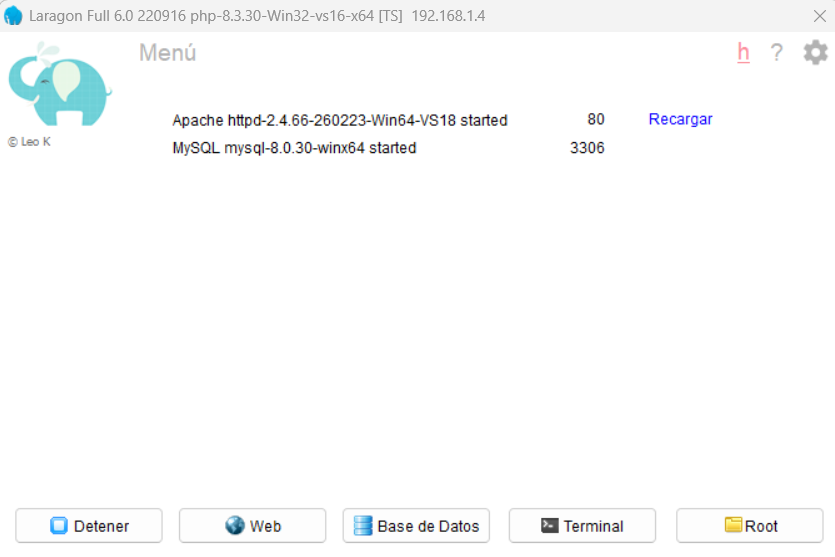 Laragon Full 6.0 220916 php-8.3.30-Win32-vs16-x64 [TS] 192.168.1.4
Menú
h ?
© Leo K
Apache httpd-2.4.66-260223-Win64-VS18 started 80 Recargar
MySQL mysql-8.0.30-winx64 started 3306
Detener Web Base de Datos Terminal Root